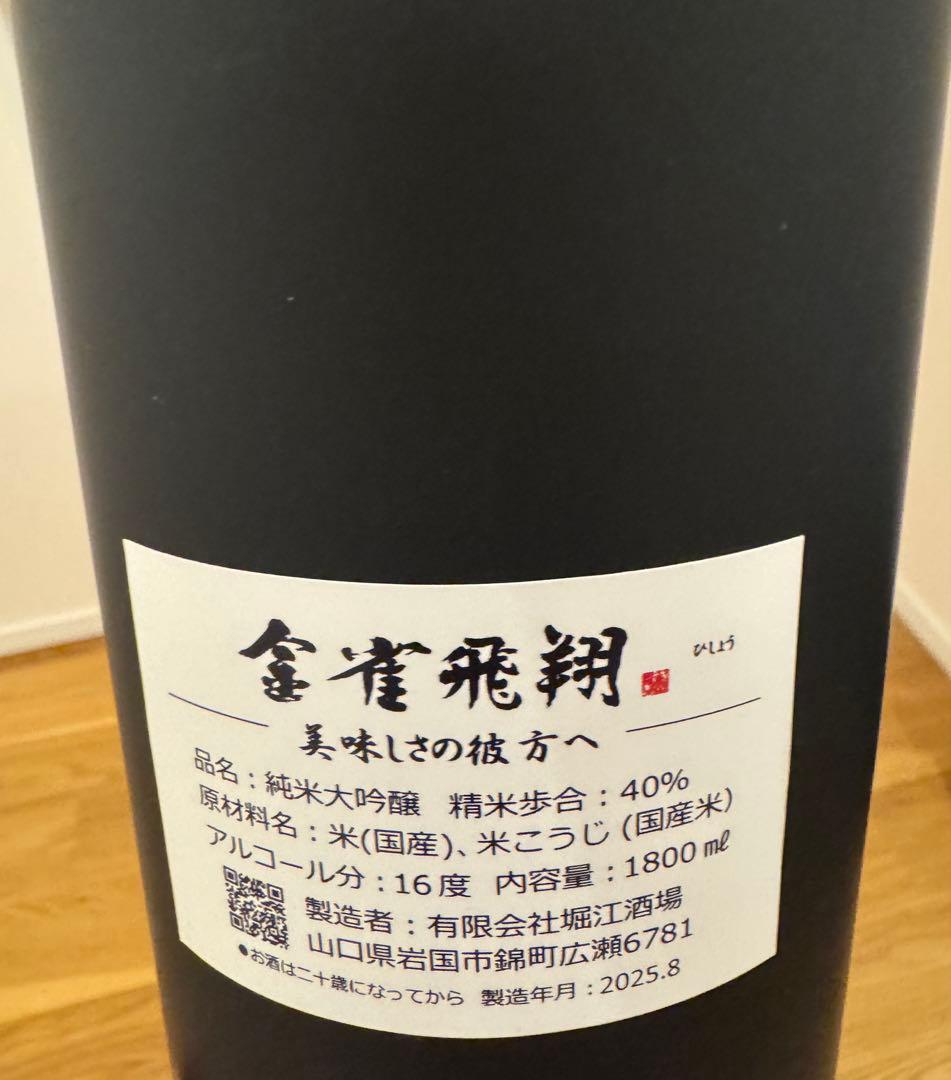 金雀飛翔 ひしょう
美味しさの彼方へ
品名：純米大吟醸 精米歩合：40%
原材料名：米(国産)、米こうじ(国産米)
アルコール分：16度 内容量：1800㎖
製造者：有限会社堀江酒場
山口県岩国市錦町広瀬6781
●お酒は二十歳になってから 製造年月：2025.8